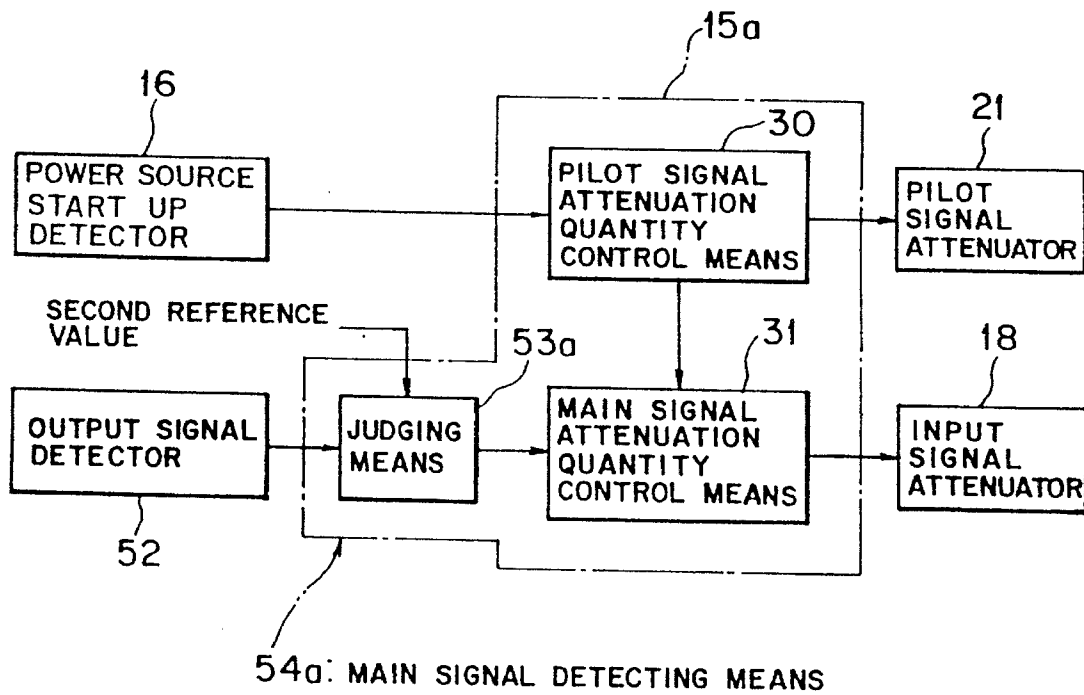 15a
16
30
21
POWER SOURCE
START UP
DETECTOR
PILOT SIGNAL
ATTENUATION
QUANTITY
CONTROL MEANS
PILOT
SIGNAL
ATTENUATOR
SECOND REFERENCE
VALUE
53a
31
18
OUTPUT SIGNAL
DETECTOR
JUDGING
MEANS
MAIN SIGNAL
ATTENUATION
QUANTITY
CONTROL MEANS
INPUT
SIGNAL
ATTENUATOR
52
54a: MAIN SIGNAL DETECTING MEANS